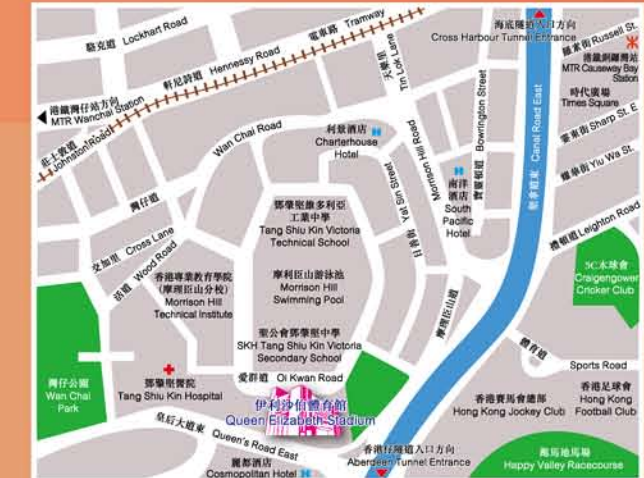 駱克道 Lockhart Road
電車路 Tramway
軒尼詩道 Hennessy Road
港鐵灣仔站方向
MTR Wanchai Station
莊士敦道
Johnston Road
天樂里
Tin Lok Lane
海底隧道入口方向
Cross Harbour Tunnel Entrance
羅素街 Russell St.
港鐵銅鑼灣站
MTR Causeway Bay
Station
時代廣場
Times Square
霎東街 Sharp St. E.
耀華街 Yiu Wa St.
禮頓道 Leighton Road
寶靈頓道 Bowrington Street
堅拿道東 Canal Road East
灣仔道
Wan Chai Road
利景酒店
Charterhouse
Hotel
摩理臣山道
Morrison Hill Road
南洋
酒店
South
Pacific
Hotel
日善街 Yat Sin Street
鄧肇堅維多利亞
工業中學
Tang Shiu Kin Victoria
Technical School
摩利臣山游泳池
Morrison Hill
Swimming Pool
聖公會鄧肇堅中學
SKH Tang Shiu Kin Victoria
Secondary School
交加里 Cross Lane
活道 Wood Road
香港專業教育學院
(摩理臣山分校)
Morrison Hill
Technical Institute
灣仔公園
Wan Chai
Park
鄧肇堅醫院
Tang Shiu Kin Hospital
愛群道 Oi Kwan Road
伊利沙伯體育館
Queen Elizabeth Stadium
皇后大道東 Queen's Road East
麗都酒店
Cosmopolitan Hotel
香港仔隧道入口方向
Aberdeen Tunnel Entrance
體育道
Sports Road
香港賽馬會總部
Hong Kong Jockey Club
香港足球會
Hong Kong
Football Club
跑馬地馬場
Happy Valley Racecourse
木球會
Craigengower
Cricker Club